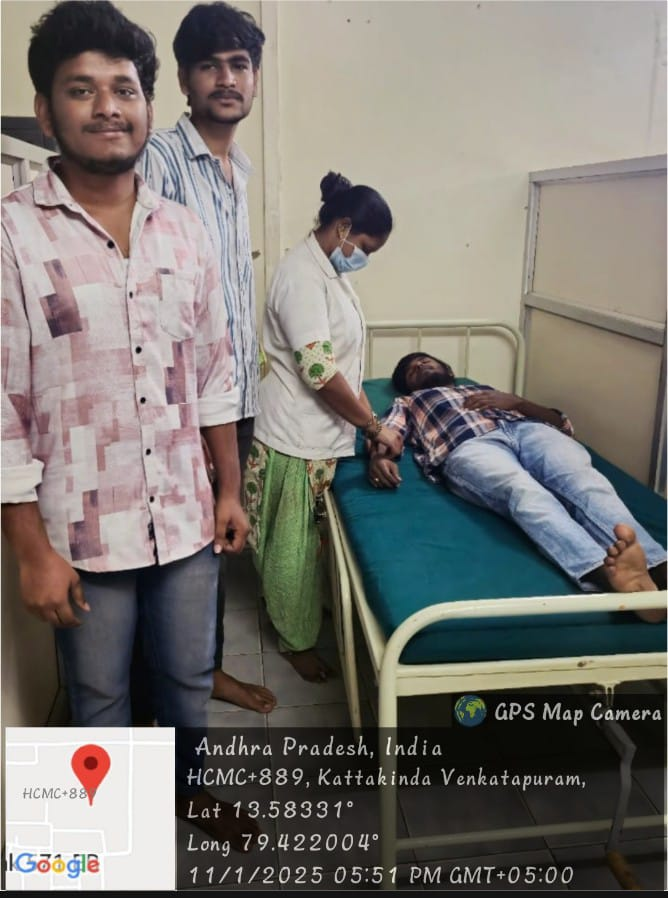 GPS Map Camera
Andhra Pradesh, India
HCMC+889, Kattakinda Venkatapuram,
Lat 13.58331°
Long 79.422004°
11/1/2025 05:51 PM GMT+05:00
HCMC+889
Google